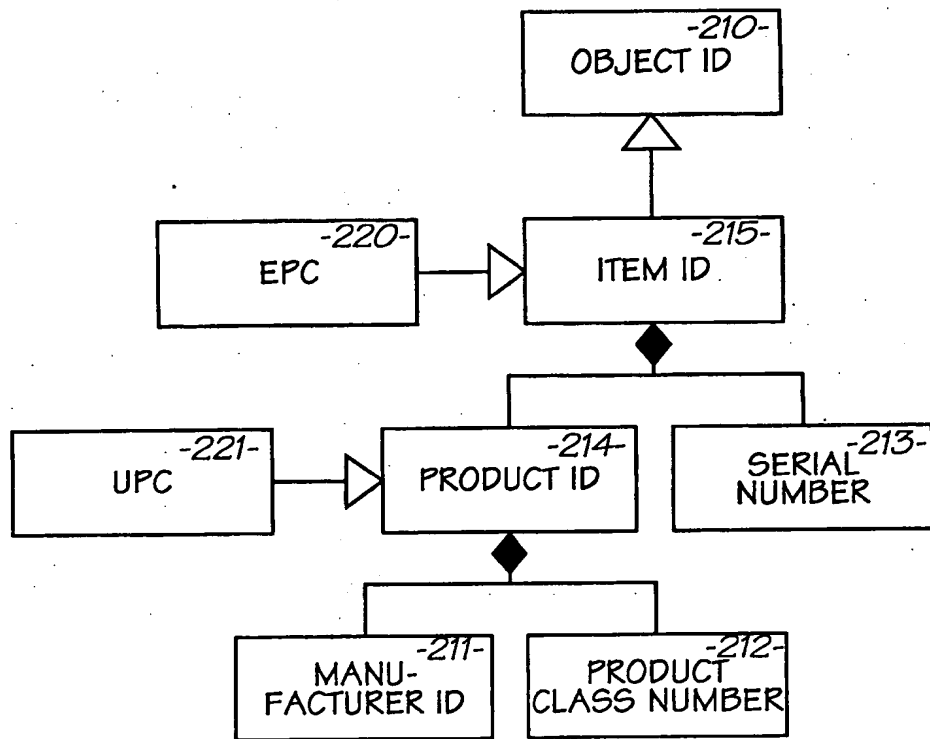 -210-
OBJECT ID
-220-
EPC
-215-
ITEM ID
-221-
UPC
-214-
PRODUCT ID
-213-
SERIAL
NUMBER
-211-
MANU-
FACTURER ID
-212-
PRODUCT
CLASS NUMBER